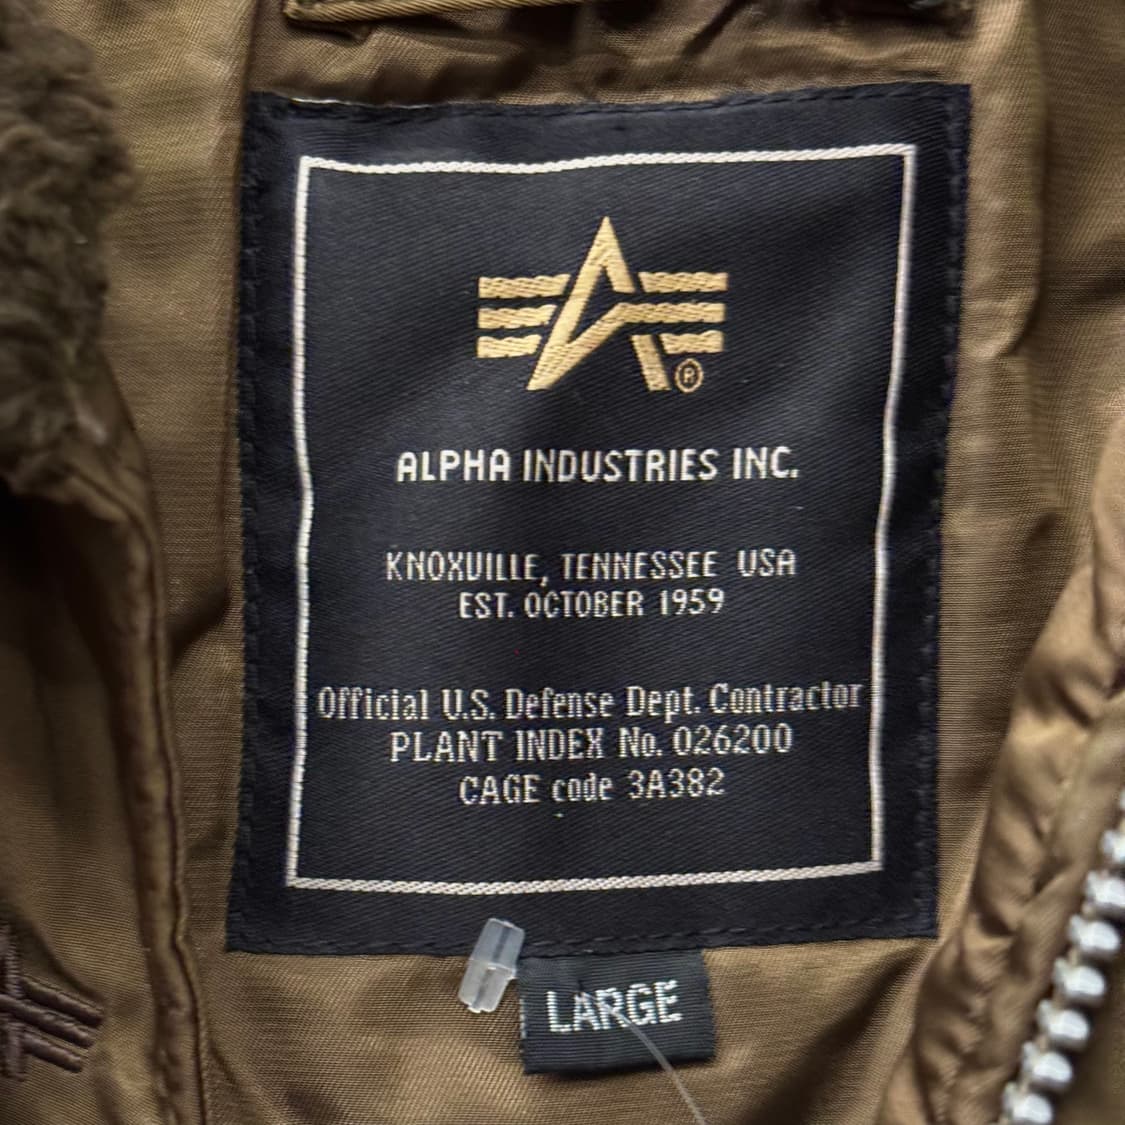 ®
ALPHA INDUSTRIES INC.
KNOXVILLE, TENNESSEE USA
EST. OCTOBER 1959
Official U.S. Defense Dept. Contractor
PLANT INDEX No. 026200
CAGE code 3A382
LARGE